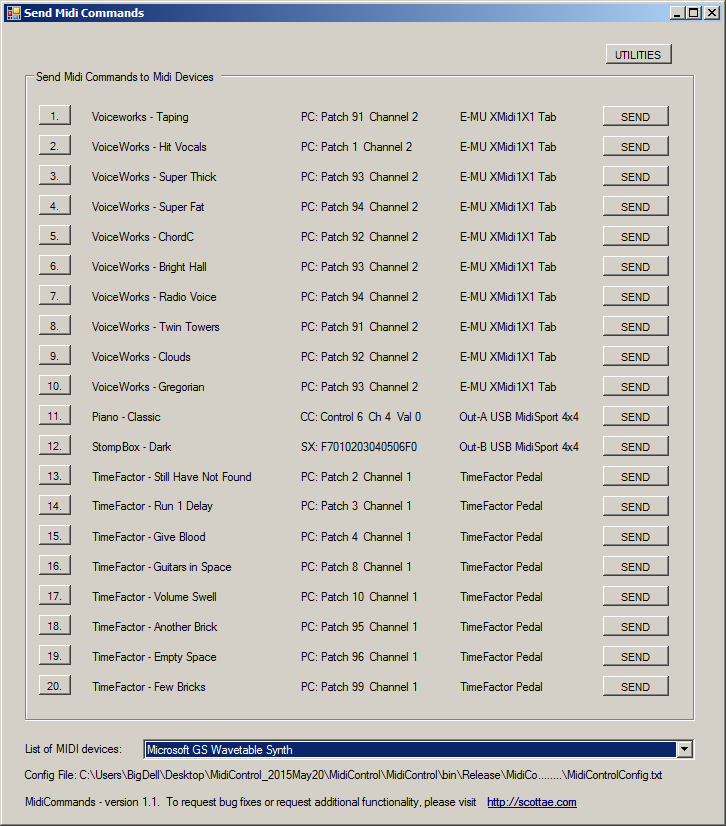 Send Midi Commands
UTILITIES
Send Midi Commands to Midi Devices
1. Voiceworks - Taping PC: Patch 91 Channel 2 E-MU XMidi1X1 Tab SEND
2. VoiceWorks - Hit Vocals PC: Patch 1 Channel 2 E-MU XMidi1X1 Tab SEND
3. VoiceWorks - Super Thick PC: Patch 93 Channel 2 E-MU XMidi1X1 Tab SEND
4. VoiceWorks - Super Fat PC: Patch 94 Channel 2 E-MU XMidi1X1 Tab SEND
5. VoiceWorks - ChordC PC: Patch 92 Channel 2 E-MU XMidi1X1 Tab SEND
6. VoiceWorks - Bright Hall PC: Patch 93 Channel 2 E-MU XMidi1X1 Tab SEND
7. VoiceWorks - Radio Voice PC: Patch 94 Channel 2 E-MU XMidi1X1 Tab SEND
8. VoiceWorks - Twin Towers PC: Patch 91 Channel 2 E-MU XMidi1X1 Tab SEND
9. VoiceWorks - Clouds PC: Patch 92 Channel 2 E-MU XMidi1X1 Tab SEND
10. VoiceWorks - Gregorian PC: Patch 93 Channel 2 E-MU XMidi1X1 Tab SEND
11. Piano - Classic CC: Control 6 Ch 4 Val 0 Out-A USB MidiSport 4x4 SEND
12. StompBox - Dark SX: F7010203040506F0 Out-B USB MidiSport 4x4 SEND
13. TimeFactor - Still Have Not Found PC: Patch 2 Channel 1 TimeFactor Pedal SEND
14. TimeFactor - Run 1 Delay PC: Patch 3 Channel 1 TimeFactor Pedal SEND
15. TimeFactor - Give Blood PC: Patch 4 Channel 1 TimeFactor Pedal SEND
16. TimeFactor - Guitars in Space PC: Patch 8 Channel 1 TimeFactor Pedal SEND
17. TimeFactor - Volume Swell PC: Patch 10 Channel 1 TimeFactor Pedal SEND
18. TimeFactor - Another Brick PC: Patch 95 Channel 1 TimeFactor Pedal SEND
19. TimeFactor - Empty Space PC: Patch 96 Channel 1 TimeFactor Pedal SEND
20. TimeFactor - Few Bricks PC: Patch 99 Channel 1 TimeFactor Pedal SEND
List of MIDI devices: Microsoft GS Wavetable Synth
Config File: C:\Users\BigDell\Desktop\MidiControl_2015May20\MidiControl\MidiControl\bin\Release\MidiCo........\MidiControlConfig.txt
MidiCommands - version 1.1. To request bug fixes or request additional functionality, please visit http://scottae.com